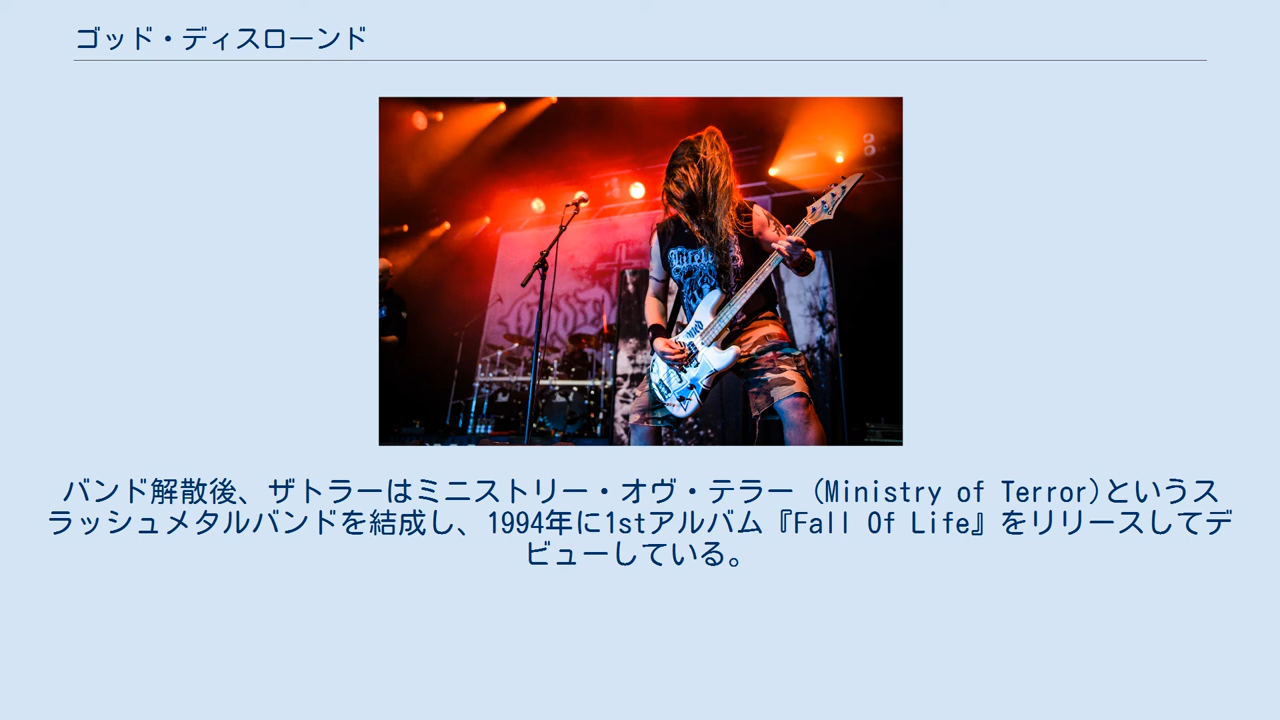 ゴッド・ディスローンド
バンド解散後、ザトラーはミニストリー・オヴ・テラー (Ministry of Terror)というス
ラッシュメタルバンドを結成し、1994年に1stアルバム『Fall Of Life』をリリースしてデ
ビューしている。